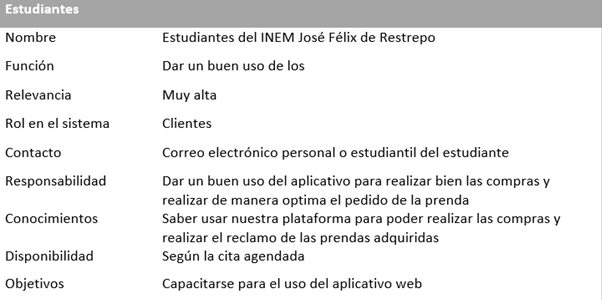 Estudiantes
Nombre Estudiantes del INEM José Félix de Restrepo
Función Dar un buen uso de los
Relevancia Muy alta
Rol en el sistema Clientes
Contacto Correo electrónico personal o estudiantil del estudiante
Responsabilidad Dar un buen uso del aplicativo para realizar bien las compras y
realizar de manera optima el pedido de la prenda
Conocimientos Saber usar nuestra plataforma para poder realizar las compras y
realizar el reclamo de las prendas adquiridas
Disponibilidad Según la cita agendada
Objetivos Capacitarse para el uso del aplicativo web